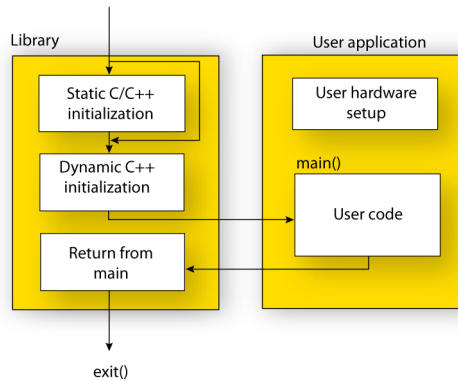 Library
User application
Static C/C++
initialization
User hardware
setup
Dynamic C++
initialization
main()
User code
Return from
main
exit()